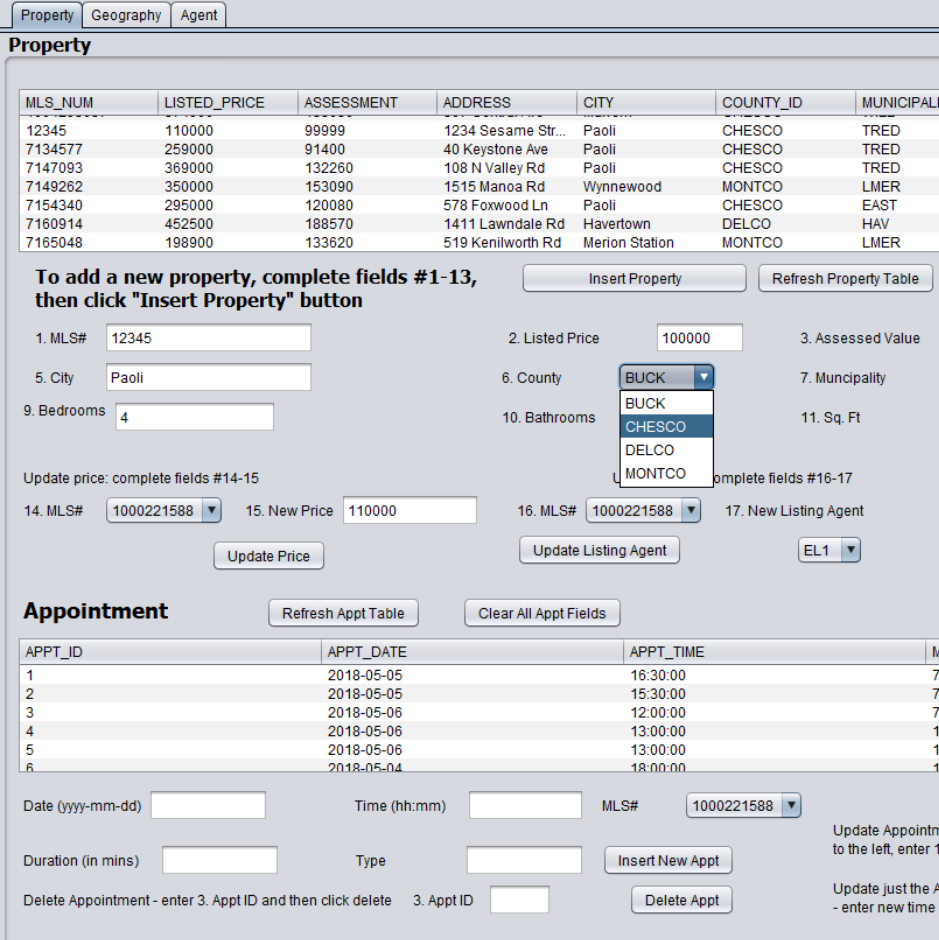 Property Geography Agent
Property
MLS_NUM LISTED_PRICE ASSESSMENT ADDRESS CITY COUNTY_ID MUNICIPALI
12345 110000 99999 1234 Sesame Str... Paoli CHESCO TRED
7134577 259000 91400 40 Keystone Ave Paoli CHESCO TRED
7147093 369000 132260 108 N Valley Rd Paoli CHESCO TRED
7149262 350000 153090 1515 Manoa Rd Wynnewood MONTCO LMER
7154340 295000 120080 578 Foxwood Ln Paoli CHESCO EAST
7160914 452500 188570 1411 Lawndale Rd Havertown DELCO HAV
7165048 198900 133620 519 Kenilworth Rd Merion Station MONTCO LMER
To add a new property, complete fields #1-13,
then click "Insert Property" button
Insert Property Refresh Property Table
1. MLS# 12345 2. Listed Price 100000 3. Assessed Value
5. City Paoli 6. County BUCK 7. Muncipality
BUCK
9. Bedrooms 4 10. Bathrooms CHESCO 11. Sq. Ft
DELCO
MONTCO
Update price: complete fields #14-15 U omplete fields #16-17
14. MLS# 1000221588 15. New Price 110000 16. MLS# 1000221588 17. New Listing Agent
Update Price Update Listing Agent EL1
Appointment Refresh Appt Table Clear All Appt Fields
APPT_ID APPT_DATE APPT_TIME M
1 2018-05-05 16:30:00 7
2 2018-05-05 15:30:00 7
3 2018-05-06 12:00:00 7
4 2018-05-06 13:00:00 1
5 2018-05-06 13:00:00 1
6 2018-05-04 18:00:00 1
Date (yyyy-mm-dd) Time (hh:mm) MLS# 1000221588
Update Appointm
to the left, enter 1
Duration (in mins) Type Insert New Appt
Delete Appointment - enter 3. Appt ID and then click delete 3. Appt ID Delete Appt
Update just the A
- enter new time